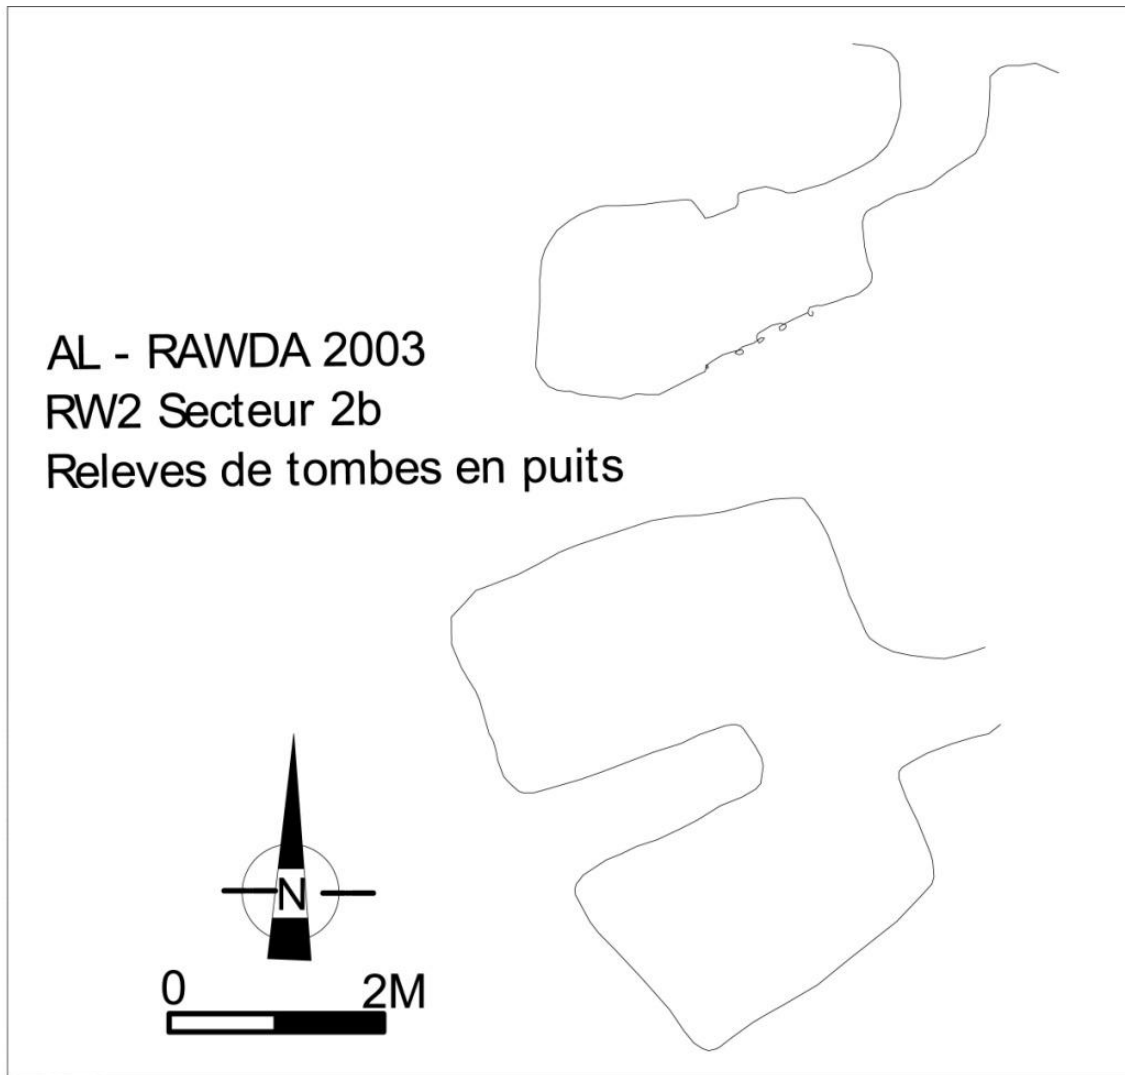 AL - RAWDA 2003
RW2 Secteur 2b
Releves de tombes en puits
N
0 2M